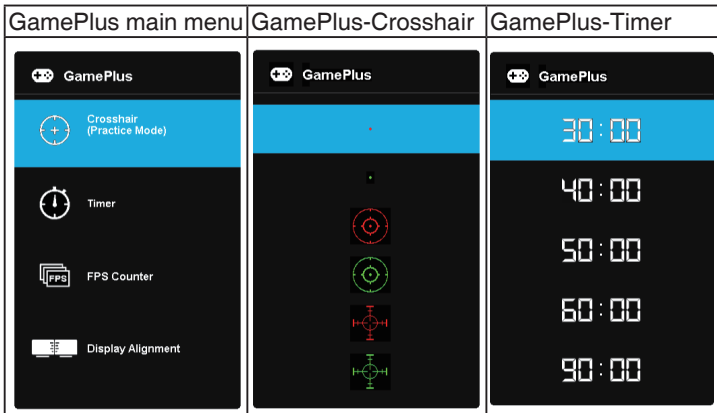 GamePlus main menu
GamePlus-Crosshair
GamePlus-Timer
GamePlus
Crosshair
(Practice Mode)
Timer
FPS
FPS Counter
Display Alignment
GamePlus
GamePlus
30:00
40:00
50:00
60:00
90:00